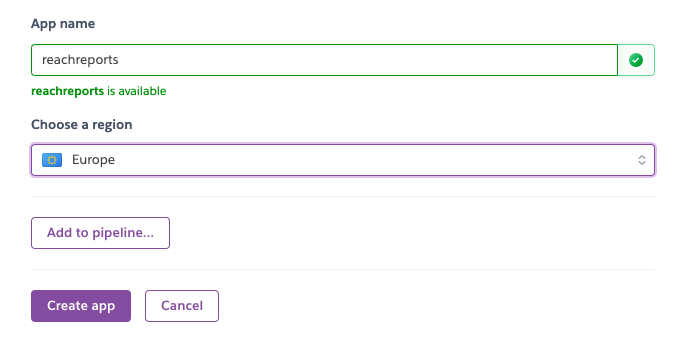 App name
reachreports
reachreports is available
Choose a region
Europe
Add to pipeline...
Create app
Cancel